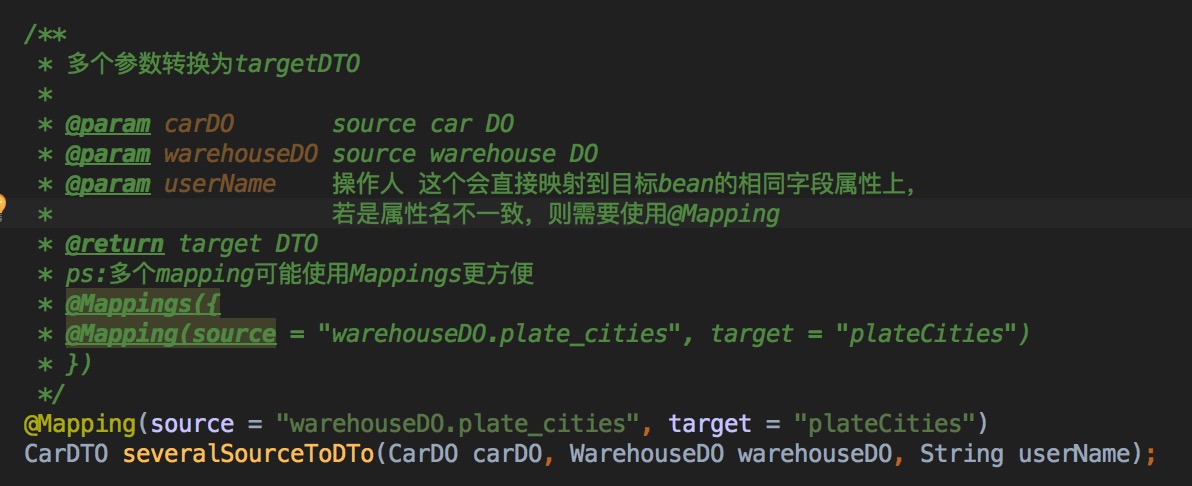 /**
* 多个参数转换为targetDTO
*
* @param carDO source car DO
* @param warehouseDO source warehouse DO
* @param userName 操作人 这个会直接映射到目标bean的相同字段属性上，
* 若是属性名不一致，则需要使用@Mapping
* @return target DTO
* ps:多个mapping可能使用Mappings更方便
* @Mappings({
* @Mapping(source = "warehouseDO.plate_cities", target = "plateCities")
* })
*/
@Mapping(source = "warehouseDO.plate_cities", target = "plateCities")
CarDTO severalSourceToDTo(CarDO carDO, WarehouseDO warehouseDO, String userName);